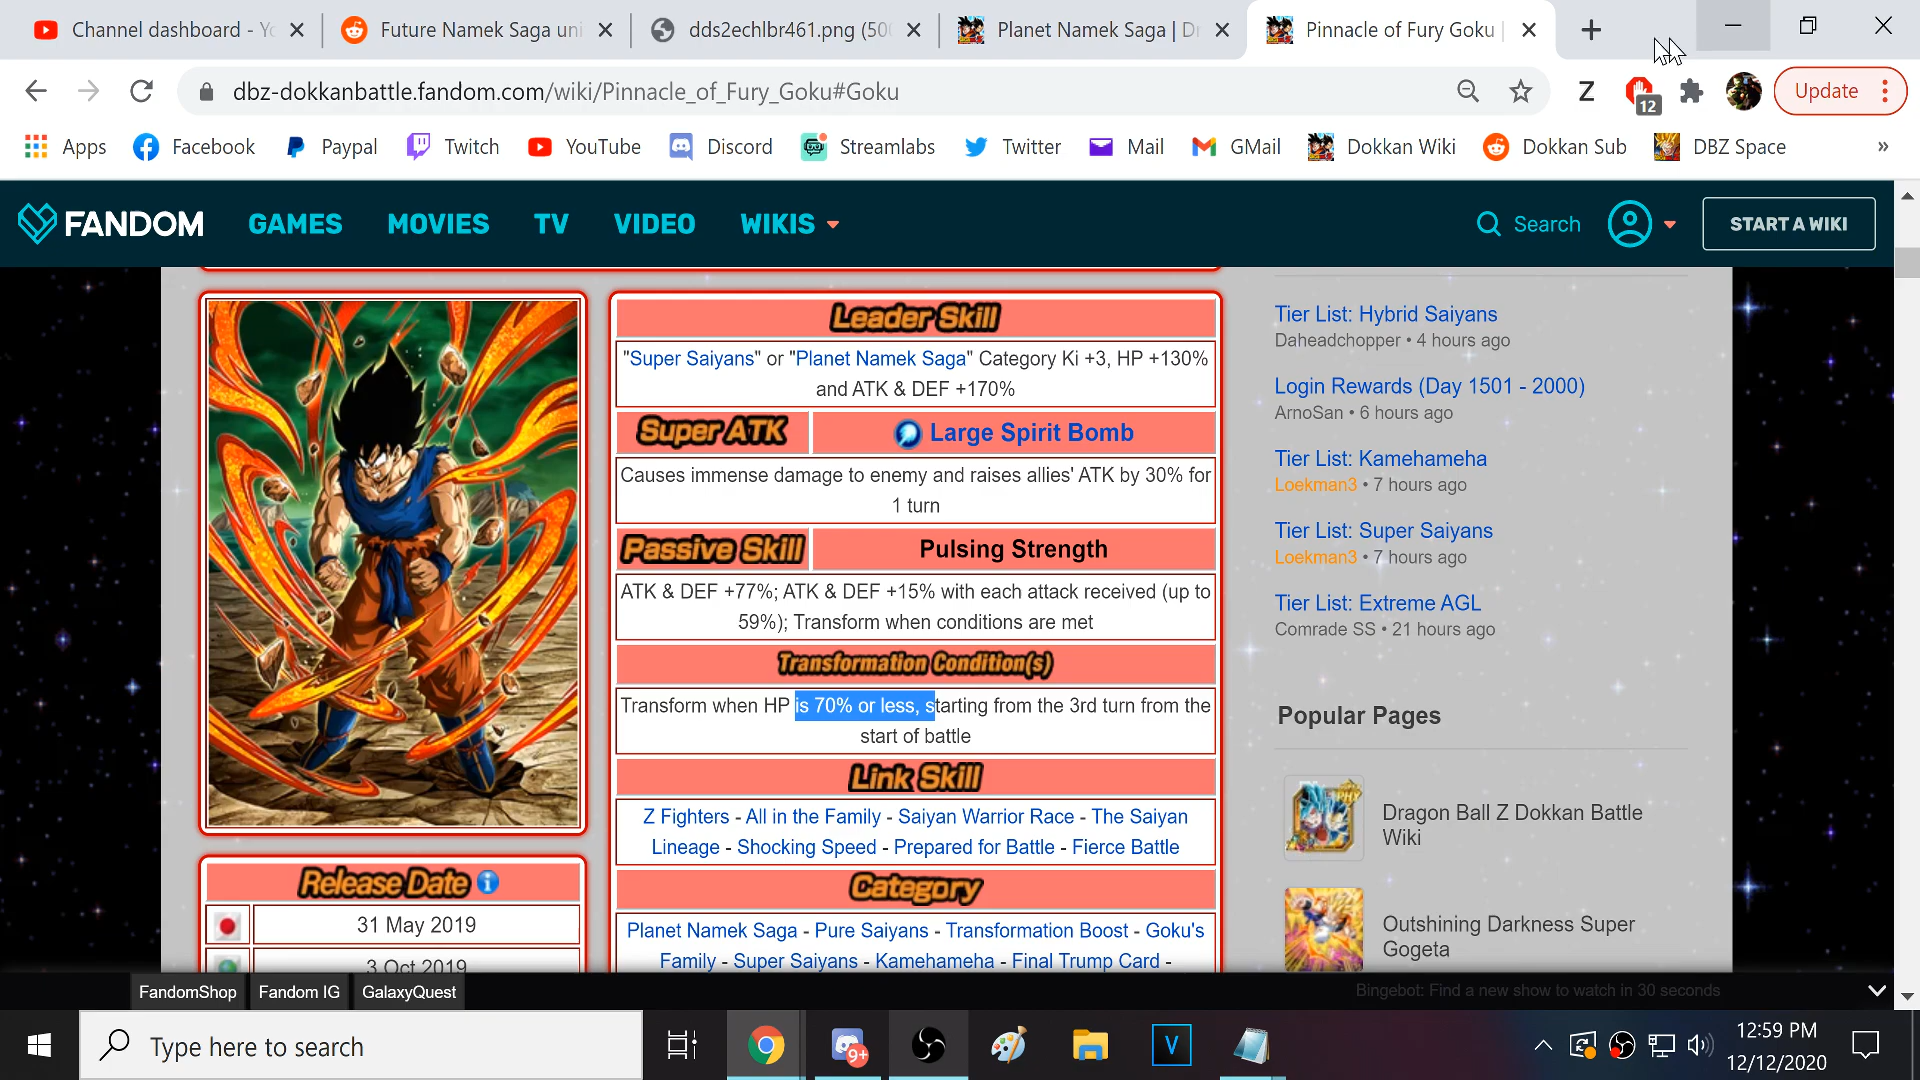 Channel dashboard - Yo
Future Namek Saga uni
dds2echlbr461.png (50
Planet Namek Saga | Dr
Pinnacle of Fury Goku |
dbz-dokkanbattle.fandom.com/wiki/Pinnacle_of_Fury_Goku#Goku
Z
12
Update
Apps
Facebook
Paypal
Twitch
YouTube
Discord
Streamlabs
Twitter
Mail
GMail
Dokkan Wiki
Dokkan Sub
DBZ Space
»
FANDOM
GAMES
MOVIES
TV
VIDEO
WIKIS
Search
START A WIKI
Leader Skill
"Super Saiyans" or "Planet Namek Saga" Category Ki +3, HP +130%
and ATK & DEF +170%
Super ATK
Large Spirit Bomb
Causes immense damage to enemy and raises allies' ATK by 30% for
1 turn
Passive Skill
Pulsing Strength
ATK & DEF +77%; ATK & DEF +15% with each attack received (up to
59%); Transform when conditions are met
Transformation Condition(s)
Transform when HP is 70% or less, starting from the 3rd turn from the
start of battle
Link Skill
Z Fighters - All in the Family - Saiyan Warrior Race - The Saiyan
Lineage - Shocking Speed - Prepared for Battle - Fierce Battle
Category
Planet Namek Saga - Pure Saiyans - Transformation Boost - Goku's
Family - Super Saiyans - Kamehameha - Final Trump Card -
Release Date
31 May 2019
3 Oct 2019
Tier List: Hybrid Saiyans
Daheadchopper • 4 hours ago
Login Rewards (Day 1501 - 2000)
ArnoSan • 6 hours ago
Tier List: Kamehameha
Loekman3 • 7 hours ago
Tier List: Super Saiyans
Loekman3 • 7 hours ago
Tier List: Extreme AGL
Comrade SS • 21 hours ago
Popular Pages
PHY
Dragon Ball Z Dokkan Battle
Wiki
Outshining Darkness Super
Gogeta
FandomShop
Fandom IG
GalaxyQuest
Bingebot: Find a new show to watch in 30 seconds
Type here to search
9+
V
12:59 PM
12/12/2020